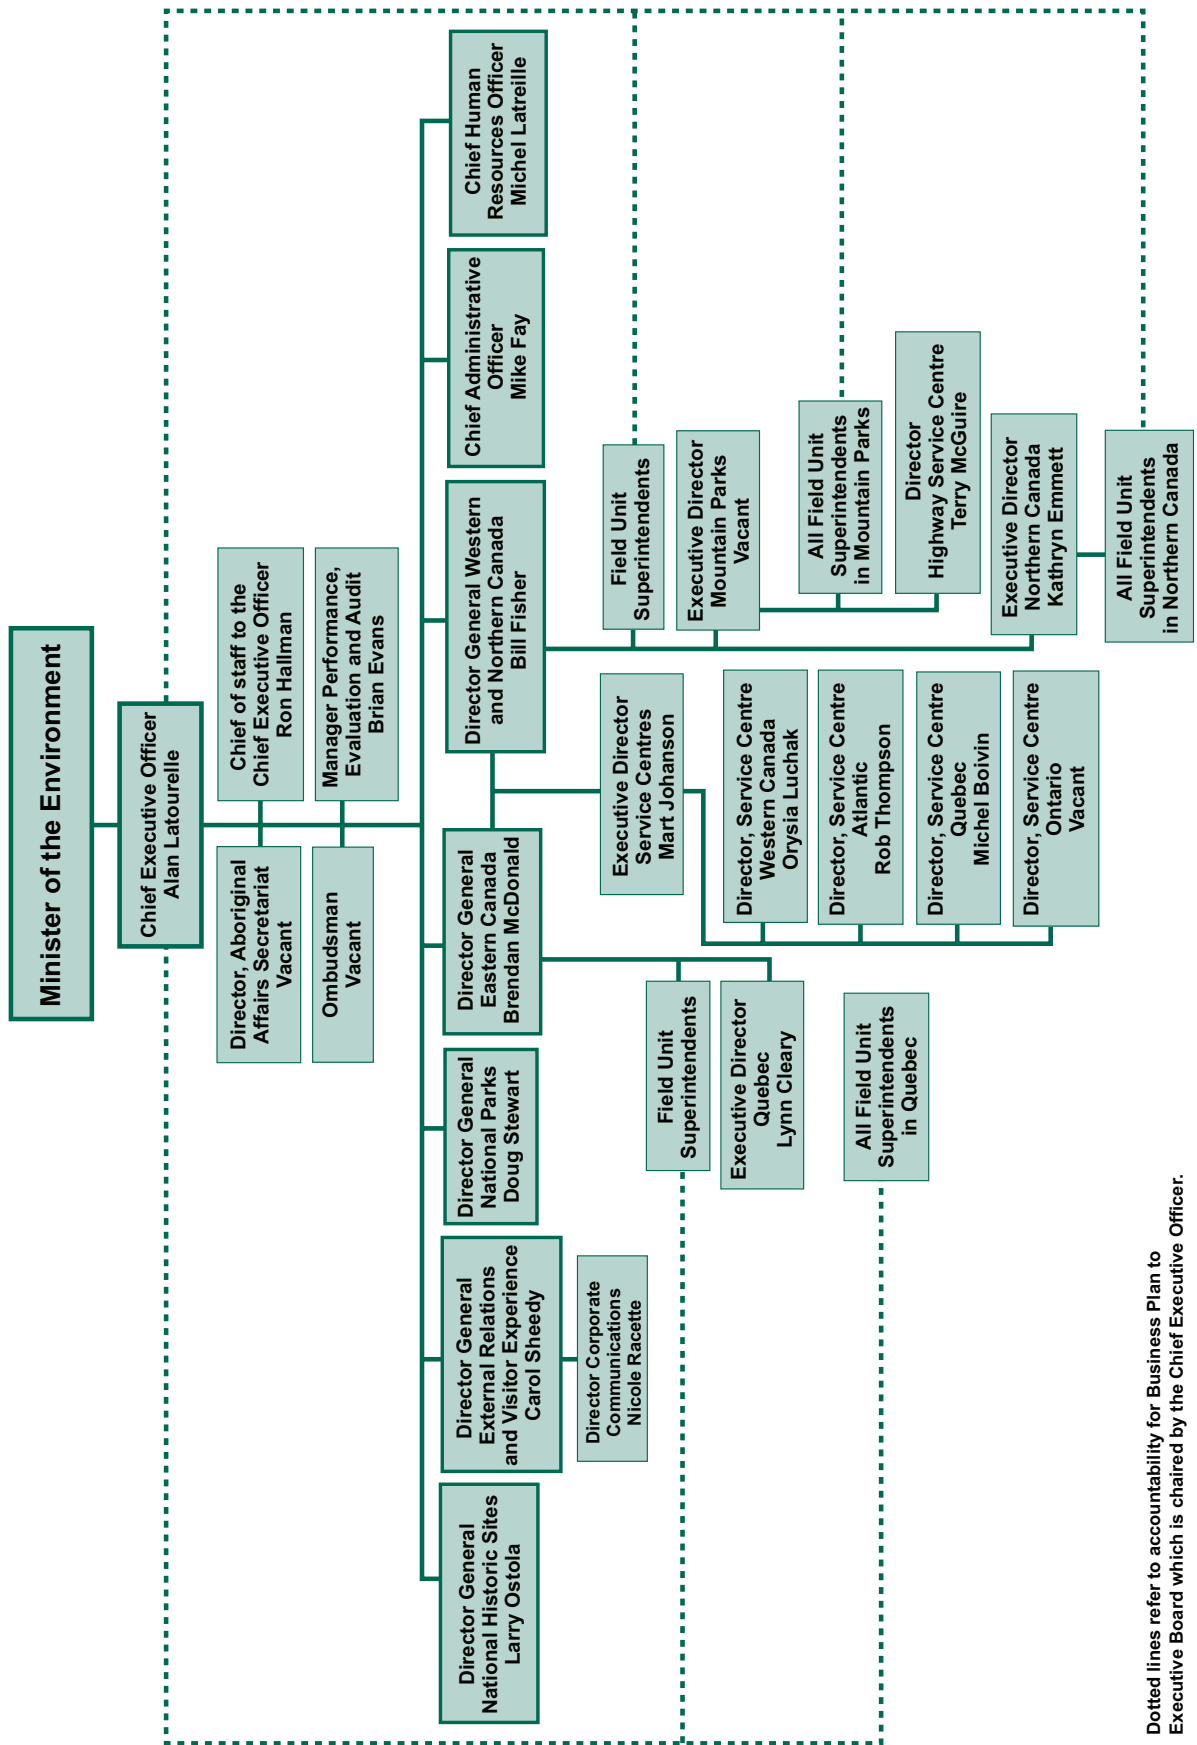 Minister of the Environment
Chief Executive Officer
Alan Latourelle
Director, Aboriginal
Affairs Secretariat
Vacant
Chief of staff to the
Chief Executive Officer
Ron Hallman
Ombudsman
Vacant
Manager Performance,
Evaluation and Audit
Brian Evans
Director General
National Historic Sites
Larry Ostola
Director General
External Relations
and Visitor Experience
Carol Sheedy
Director General
National Parks
Doug Stewart
Director General
Eastern Canada
Brendan McDonald
Director General Western
and Northern Canada
Bill Fisher
Chief Administrative
Officer
Mike Fay
Chief Human
Resources Officer
Michel Latreille
Director Corporate
Communications
Nicole Racette
Field Unit
Superintendents
Executive Director
Quebec
Lynn Cleary
All Field Unit
Superintendents
in Quebec
Executive Director
Service Centres
Mart Johanson
Director, Service Centre
Western Canada
Orysia Luchak
Director, Service Centre
Atlantic
Rob Thompson
Director, Service Centre
Quebec
Michel Boivin
Director, Service Centre
Ontario
Vacant
Field Unit
Superintendents
Executive Director
Mountain Parks
Vacant
All Field Unit
Superintendents
in Mountain Parks
Director
Highway Service Centre
Terry McGuire
Executive Director
Northern Canada
Kathryn Emmett
All Field Unit
Superintendents
in Northern Canada
Dotted lines refer to accountability for Business Plan to
Executive Board which is chaired by the Chief Executive Officer.